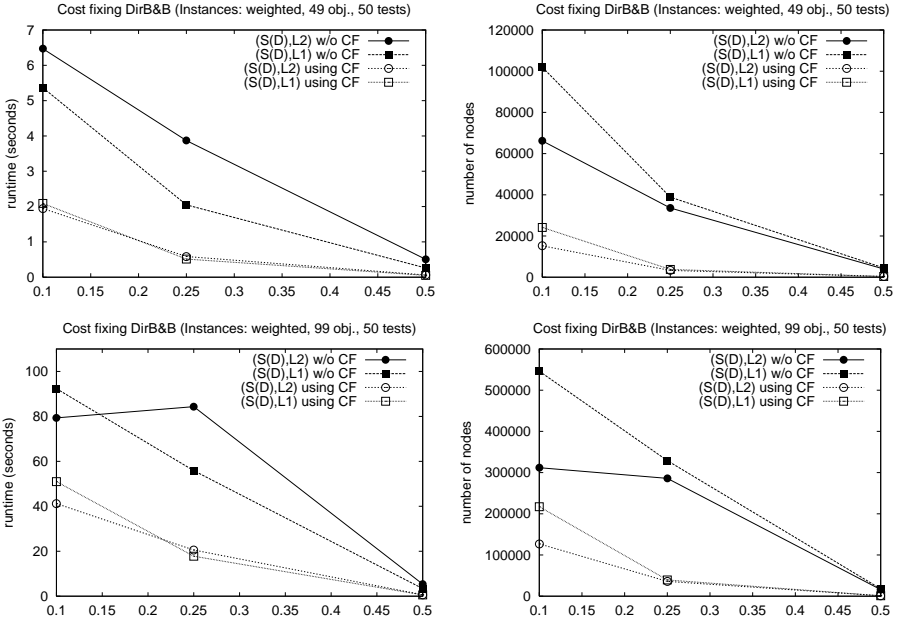 Cost fixing DirB&B (Instances: weighted, 49 obj., 50 tests)
7
6
5
4
3
2
1
0
runtime (seconds)
(S(D),L2) w/o CF
(S(D),L1) w/o CF
(S(D),L2) using CF
(S(D),L1) using CF
0.1 0.15 0.2 0.25 0.3 0.35 0.4 0.45 0.5
Cost fixing DirB&B (Instances: weighted, 49 obj., 50 tests)
120000
100000
80000
60000
40000
20000
0
number of nodes
(S(D),L2) w/o CF
(S(D),L1) w/o CF
(S(D),L2) using CF
(S(D),L1) using CF
0.1 0.15 0.2 0.25 0.3 0.35 0.4 0.45 0.5
Cost fixing DirB&B (Instances: weighted, 99 obj., 50 tests)
100
80
60
40
20
0
runtime (seconds)
(S(D),L2) w/o CF
(S(D),L1) w/o CF
(S(D),L2) using CF
(S(D),L1) using CF
0.1 0.15 0.2 0.25 0.3 0.35 0.4 0.45 0.5
Cost fixing DirB&B (Instances: weighted, 99 obj., 50 tests)
600000
500000
400000
300000
200000
100000
0
number of nodes
(S(D),L2) w/o CF
(S(D),L1) w/o CF
(S(D),L2) using CF
(S(D),L1) using CF
0.1 0.15 0.2 0.25 0.3 0.35 0.4 0.45 0.5